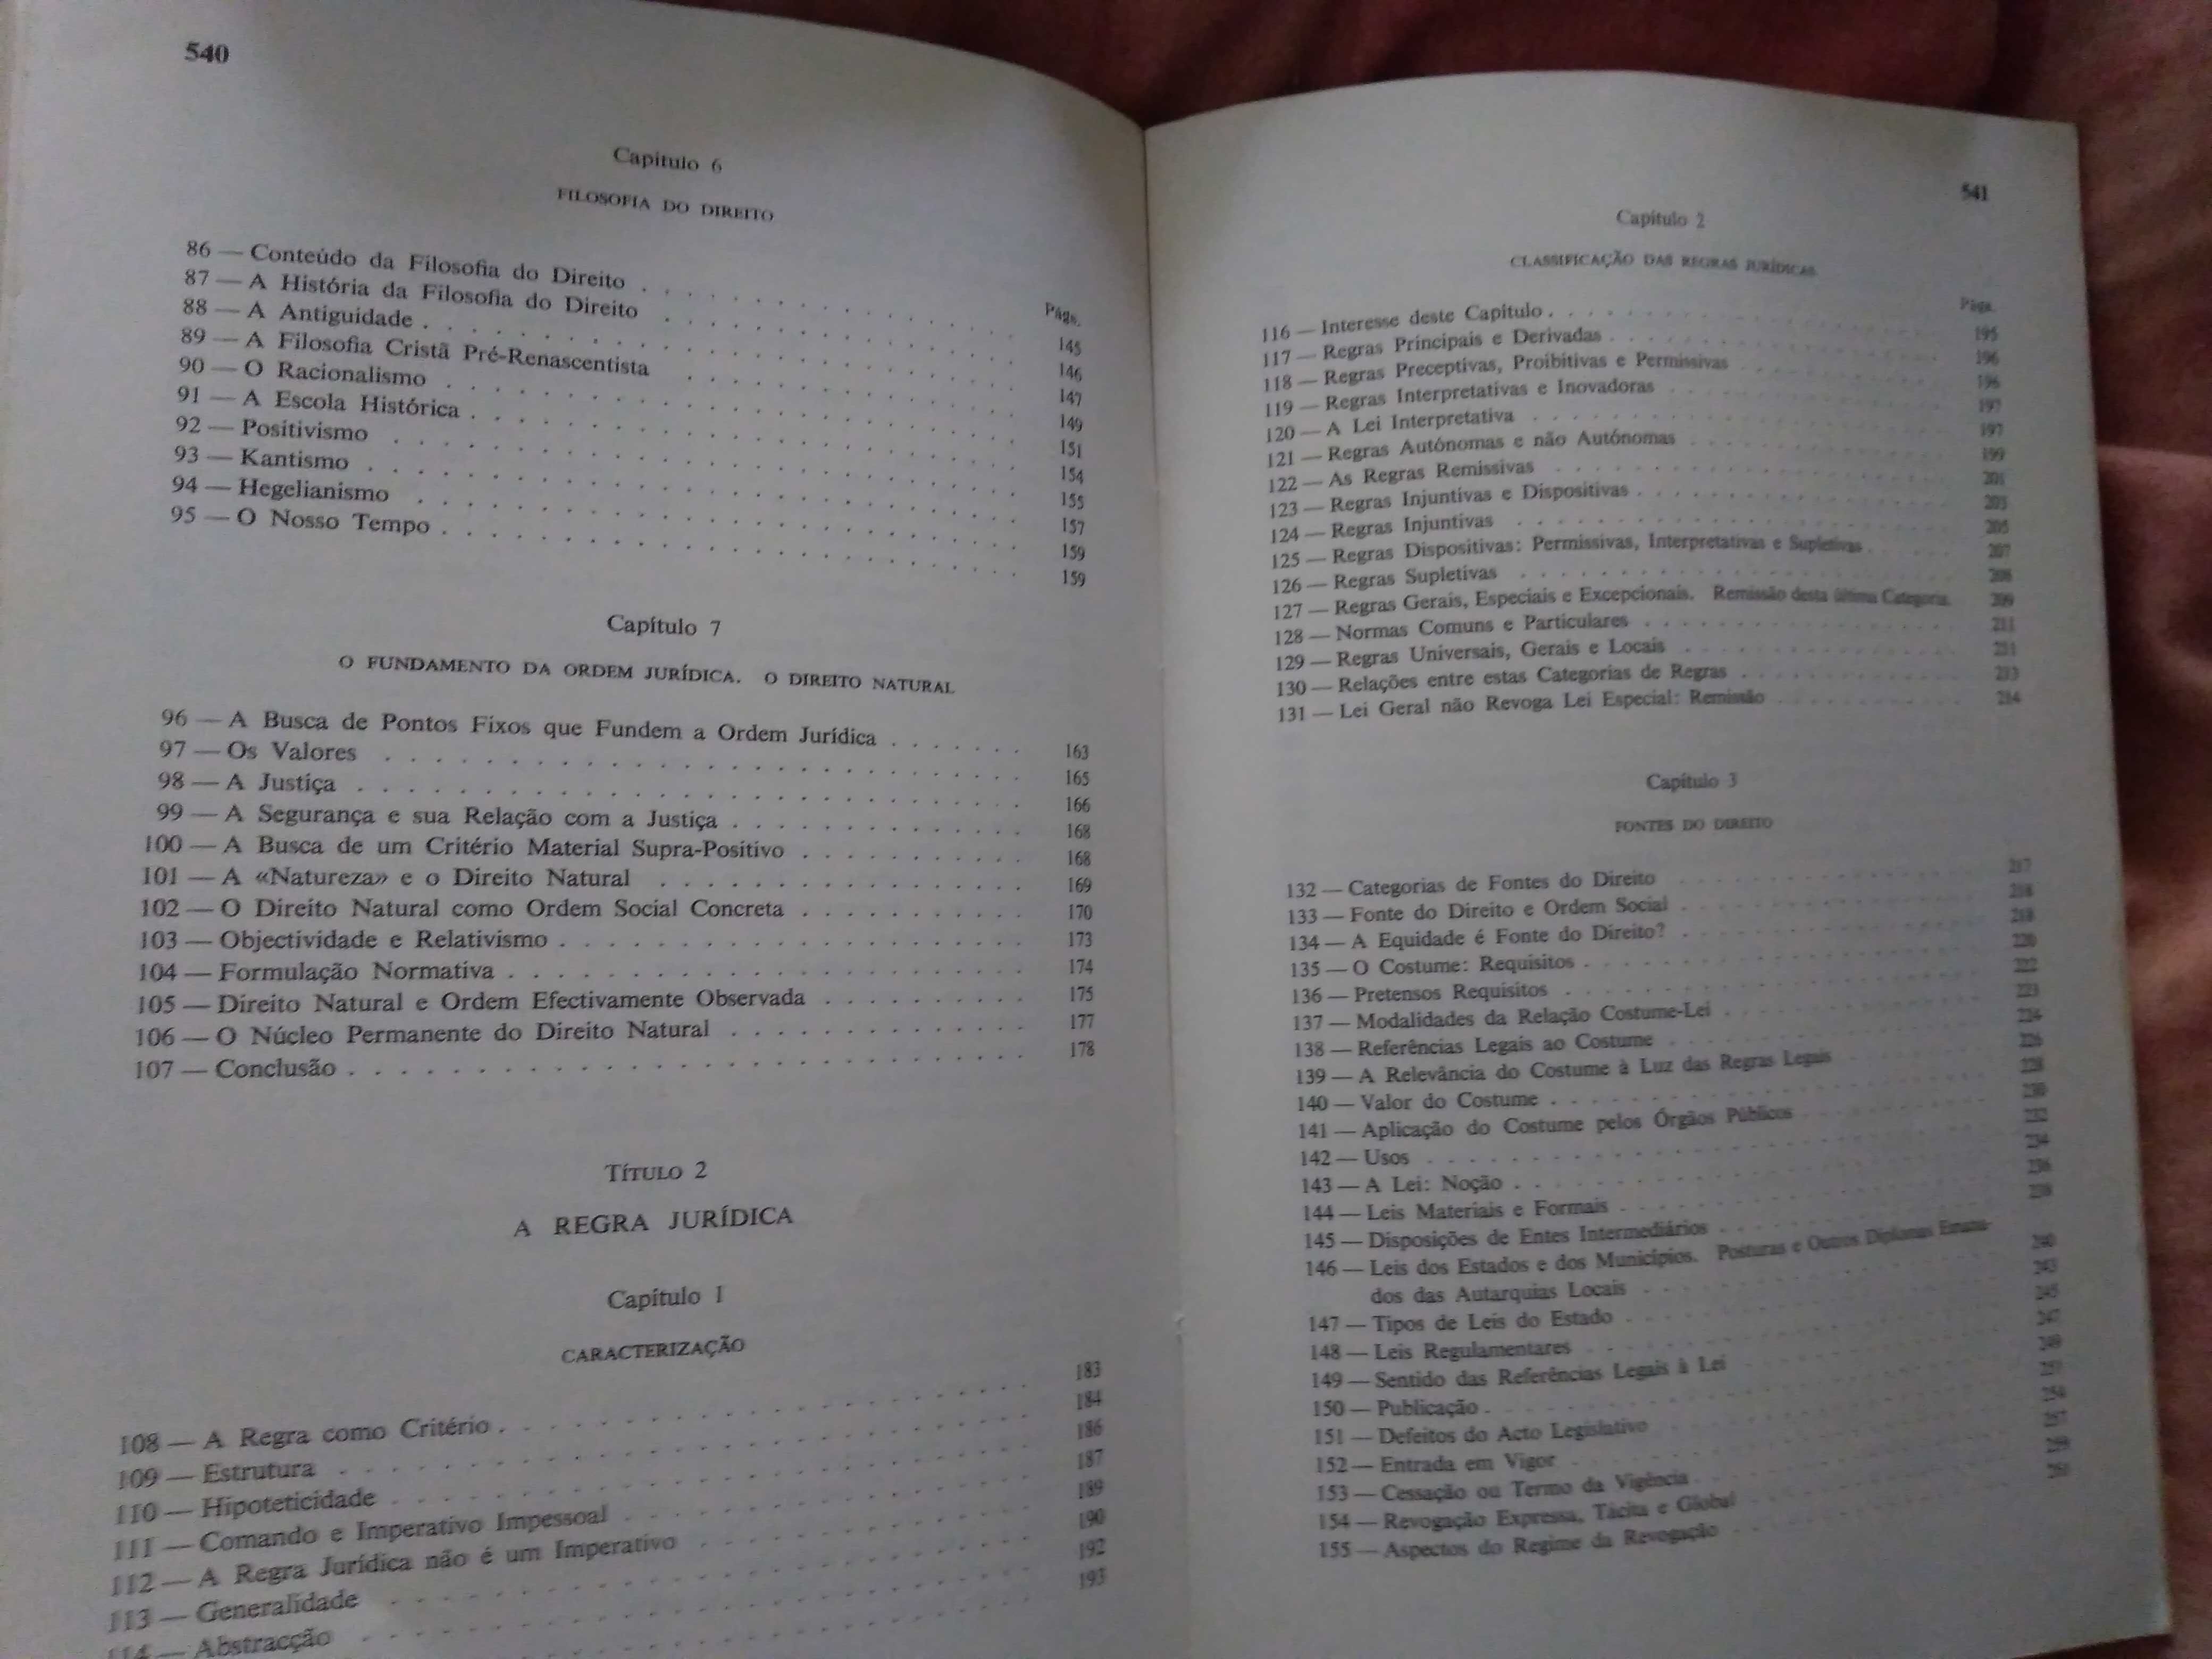 540
Capítulo 6
FILOSOFIA DO DIREITO
Págs.
86 — Conteúdo da Filosofia do Direito . . . 145
87 — A História da Filosofia do Direito . . . 146
88 — A Antiguidade . . . 147
89 — A Filosofia Cristã Pré-Renascentista . . . 149
90 — O Racionalismo . . . 151
91 — A Escola Histórica . . . 154
92 — Positivismo . . . 155
93 — Kantismo . . . 157
94 — Hegelianismo . . . 159
95 — O Nosso Tempo . . . 159
Capítulo 7
O FUNDAMENTO DA ORDEM JURÍDICA. O DIREITO NATURAL
96 — A Busca de Pontos Fixos que Fundem a Ordem Jurídica . . . 163
97 — Os Valores . . . 165
98 — A Justiça . . . 166
99 — A Segurança e sua Relação com a Justiça . . . 168
100 — A Busca de um Critério Material Supra-Positivo . . . 168
101 — A «Natureza» e o Direito Natural . . . 169
102 — O Direito Natural como Ordem Social Concreta . . . 170
103 — Objectividade e Relativismo . . . 173
104 — Formulação Normativa . . . 174
105 — Direito Natural e Ordem Efectivamente Observada . . . 175
106 — O Núcleo Permanente do Direito Natural . . . 177
107 — Conclusão . . . 178
TÍTULO 2
A REGRA JURÍDICA
Capítulo 1
CARACTERIZAÇÃO
108 — A Regra como Critério . . . 183
109 — Estrutura . . . 184
110 — Hipoteticidade . . . 186
111 — Comando e Imperativo Impessoal . . . 187
112 — A Regra Jurídica não é um Imperativo . . . 189
113 — Generalidade . . . 190
114 — Abstracção . . . 192
193
541
Capítulo 2
CLASSIFICAÇÃO DAS REGRAS JURÍDICAS
Págs.
116 — Interesse deste Capítulo . . . 195
117 — Regras Principais e Derivadas . . . 196
118 — Regras Preceptivas, Proibitivas e Permissivas . . . 196
119 — Regras Interpretativas e Inovadoras . . . 197
120 — A Lei Interpretativa . . . 197
121 — Regras Autónomas e não Autónomas . . . 199
122 — As Regras Remissivas . . . 201
123 — Regras Injuntivas e Dispositivas . . . 203
124 — Regras Injuntivas . . . 205
125 — Regras Dispositivas: Permissivas, Interpretativas e Supletivas . . . 207
126 — Regras Supletivas . . . 208
127 — Regras Gerais, Especiais e Excepcionais. Remissão desta última Categoria. 209
128 — Normas Comuns e Particulares . . . 211
129 — Regras Universais, Gerais e Locais . . . 211
130 — Relações entre estas Categorias de Regras . . . 213
131 — Lei Geral não Revoga Lei Especial: Remissão . . . 214
Capítulo 3
FONTES DO DIREITO
132 — Categorias de Fontes do Direito . . . 217
133 — Fonte do Direito e Ordem Social . . . 218
134 — A Equidade é Fonte do Direito? . . . 218
135 — O Costume: Requisitos . . . 220
136 — Pretensos Requisitos . . . 222
137 — Modalidades da Relação Costume-Lei . . . 223
138 — Referências Legais ao Costume . . . 224
139 — A Relevância do Costume à Luz das Regras Legais . . . 226
140 — Valor do Costume . . . 228
141 — Aplicação do Costume pelos Órgãos Públicos . . . 230
142 — Usos . . . 232
143 — A Lei: Noção . . . 234
144 — Leis Materiais e Formais . . . 236
145 — Disposições de Entes Intermediários . . .
146 — Leis dos Estados e dos Municípios. Posturas e Outros Diplomas Emana-
dos das Autarquias Locais . . . 240
147 — Tipos de Leis do Estado . . . 243
148 — Leis Regulamentares . . . 245
149 — Sentido das Referências Legais à Lei . . . 247
150 — Publicação . . . 249
151 — Defeitos do Acto Legislativo . . .
152 — Entrada em Vigor . . . 254
153 — Cessação ou Termo da Vigência . . . 257
154 — Revogação Expressa, Tácita e Global . . . 259
155 — Aspectos do Regime da Revogação . . .